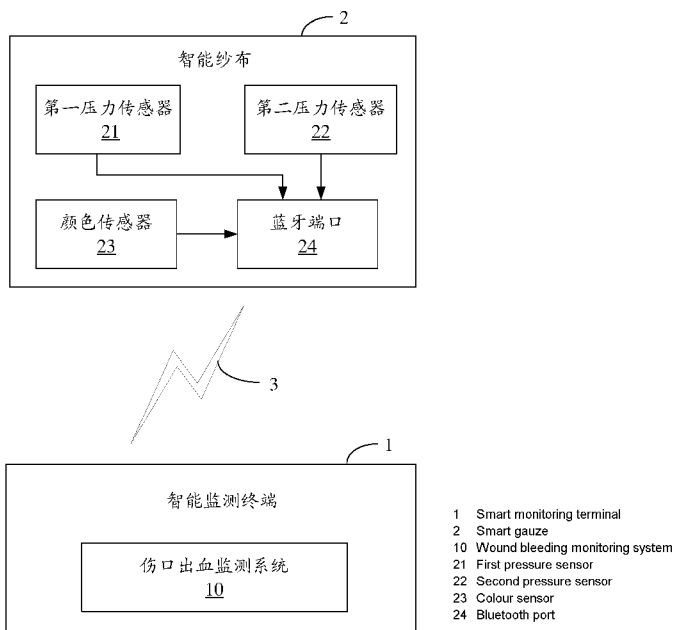 2
智能纱布
第一压力传感器
21
第二压力传感器
22
颜色传感器
23
蓝牙端口
24
3
1
智能监测终端
伤口出血监测系统
10
1 Smart monitoring terminal
2 Smart gauze
10 Wound bleeding monitoring system
21 First pressure sensor
22 Second pressure sensor
23 Colour sensor
24 Bluetooth port